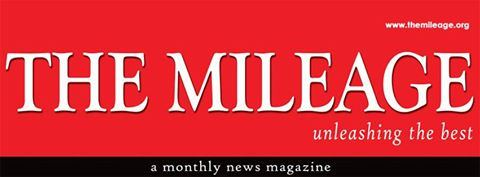 www.themileage.org
THE MILEAGE
unleashing the best
a monthly news magazine